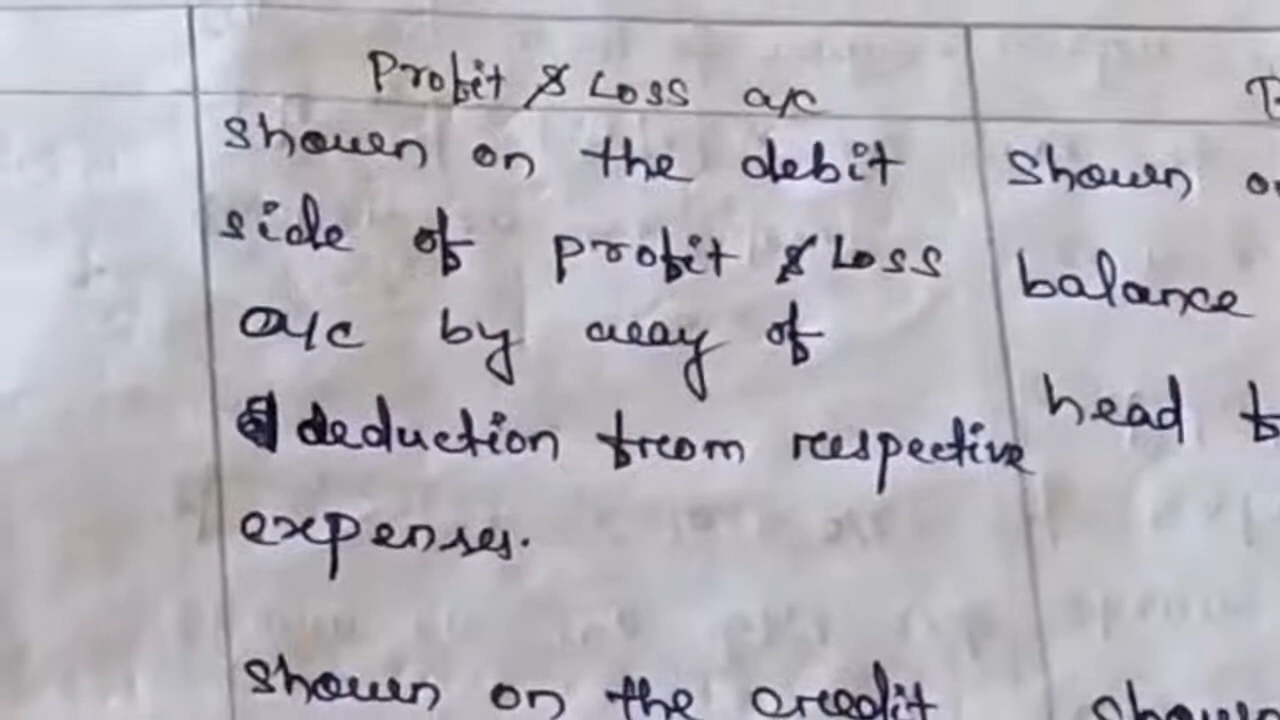 Profit & Loss a/c
Shown on the debit
side of profit & Loss
a/c by way of
deduction from respective
expenses.
Shown on the credit
Shown
balance
head
Shown